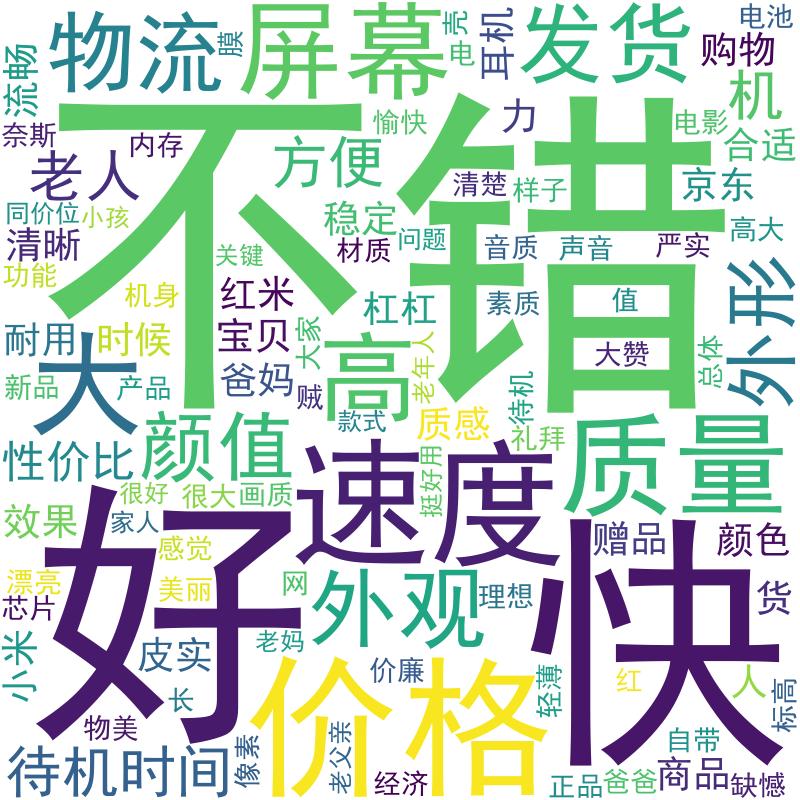 物流
屏幕
发货
壳
膜
电
耳机
电池
购物
机
流畅
奈斯
内存
愉快
力
电影
合适
不错
老人
方便
清楚
样子
京东
同价位
小孩
稳定
高大
清晰
关键
材质
问题
音质
声音
严实
功能
机身
红米
杠杠
素质
值
外形
耐用
时候
宝贝
大家
高
老年人
待机
大赞
总体
大
爸妈
贼
新品
产品
款式
质感
礼拜
颜值
速度
质量
性价比
很好
很大
画质
挺好用
效果
家人
感觉
赠品
颜色
好
快
漂亮
美丽
网
外观
理想
芯片
货
小米
皮实
老妈
价格
价廉
轻薄
红
人
长
标高
物美
像素
老父亲
自带
待机时间
经济
正品
爸爸
商品
缺憾